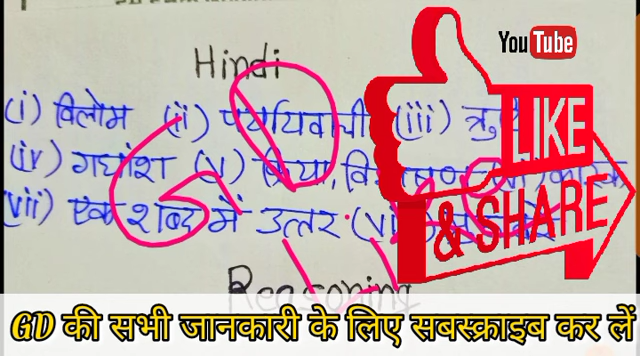 Hindi
YouTube
(i) विलोम (ii) पर्यायवाची (iii)
LIKE
(iv) गद्यांश (v) क्रिया,
& SHARE
(vii) एक शब्द में उत्तर
Reasoning
GD की सभी जानकारी के लिए सबस्क्राइब कर लें